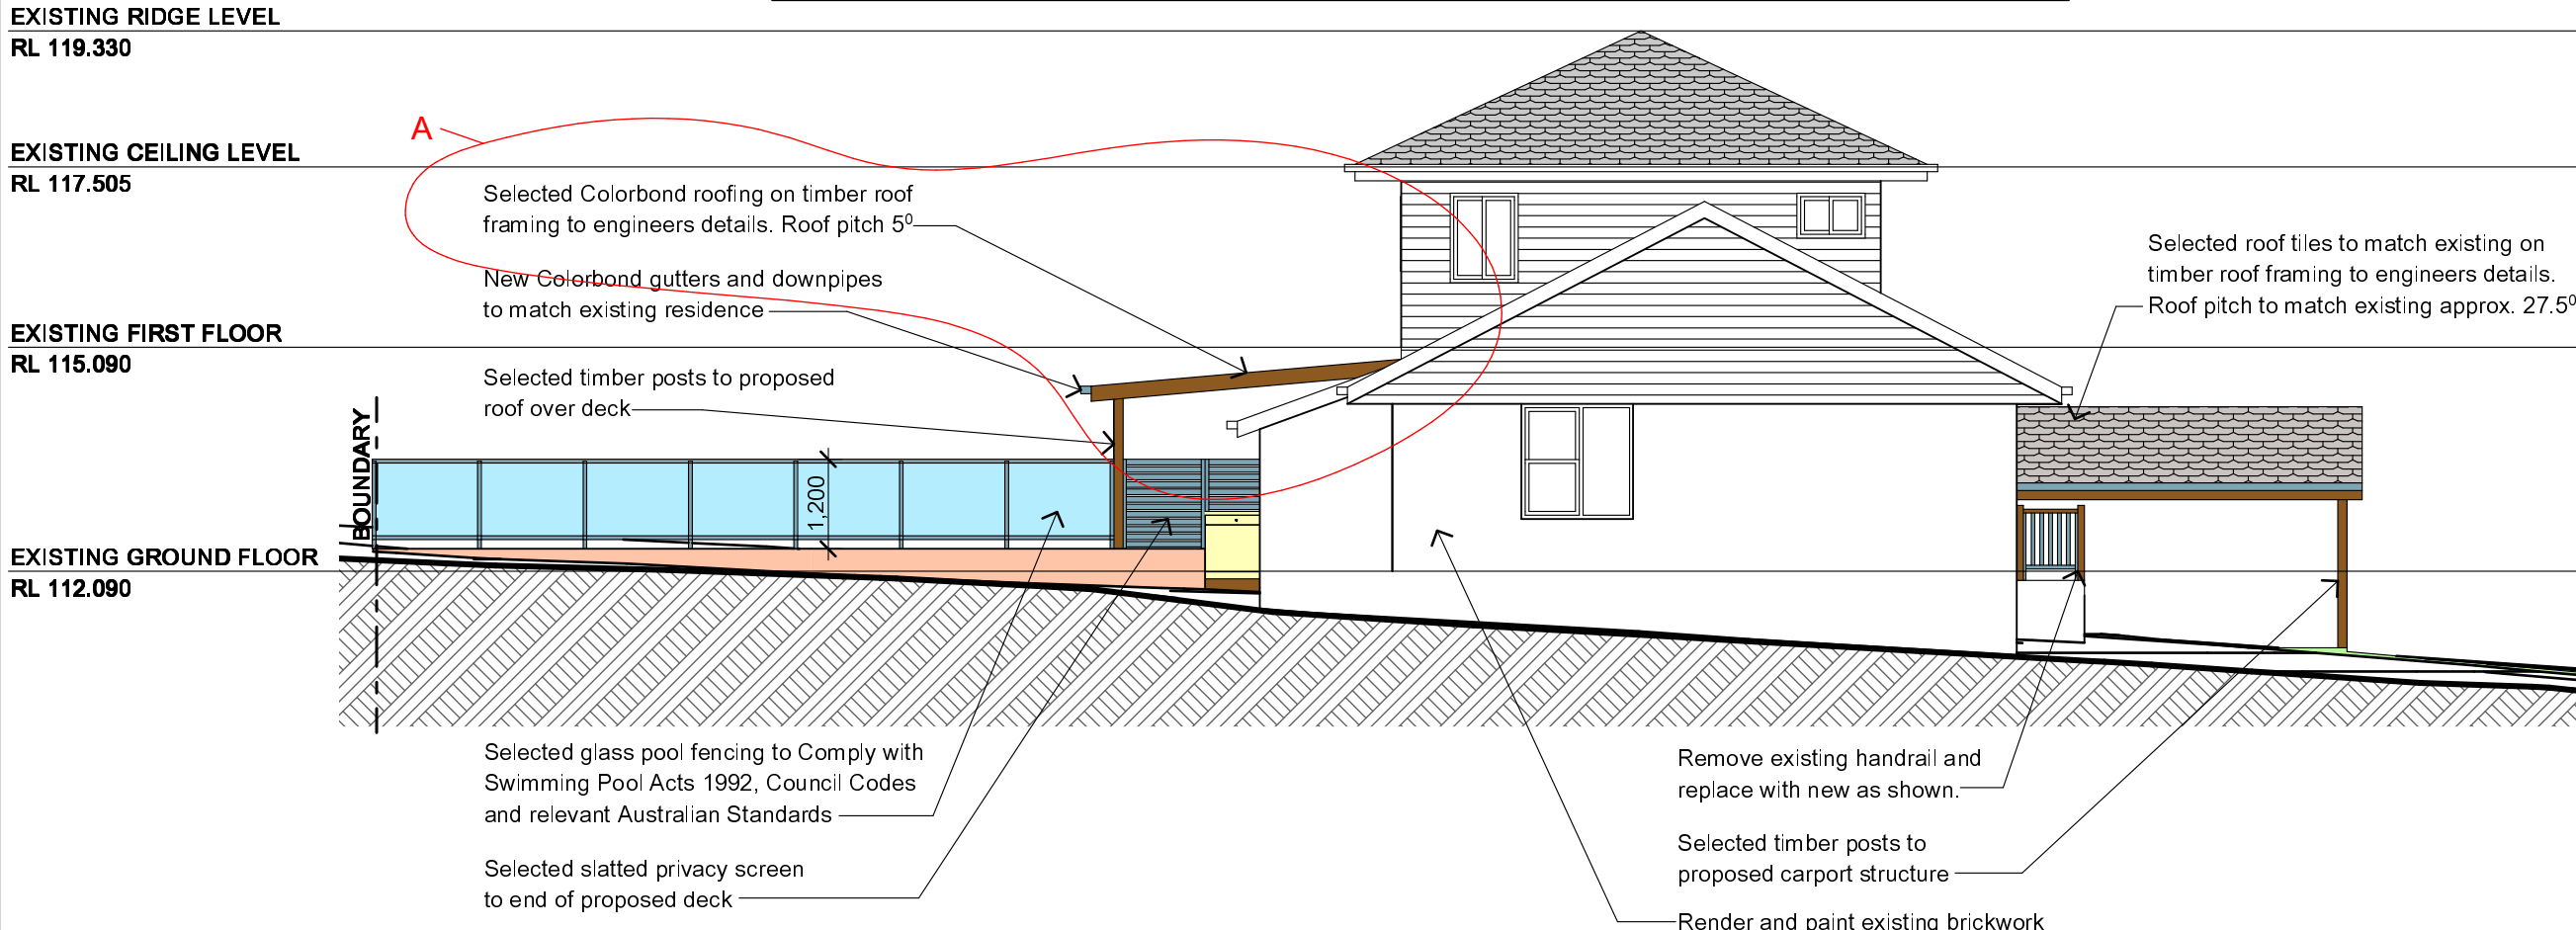 EXISTING RIDGE LEVEL
RL 119.330
A
EXISTING CEILING LEVEL
RL 117.505
Selected Colorbond roofing on timber roof
framing to engineers details. Roof pitch 5⁰
New Colorbond gutters and downpipes
to match existing residence
Selected roof tiles to match existing on
timber roof framing to engineers details.
Roof pitch to match existing approx. 27.5⁰
EXISTING FIRST FLOOR
RL 115.090
Selected timber posts to proposed
roof over deck
BOUNDARY
1,200
EXISTING GROUND FLOOR
RL 112.090
Selected glass pool fencing to Comply with
Swimming Pool Acts 1992, Council Codes
and relevant Australian Standards
Selected slatted privacy screen
to end of proposed deck
Remove existing handrail and
replace with new as shown.
Selected timber posts to
proposed carport structure
Render and paint existing brickwork